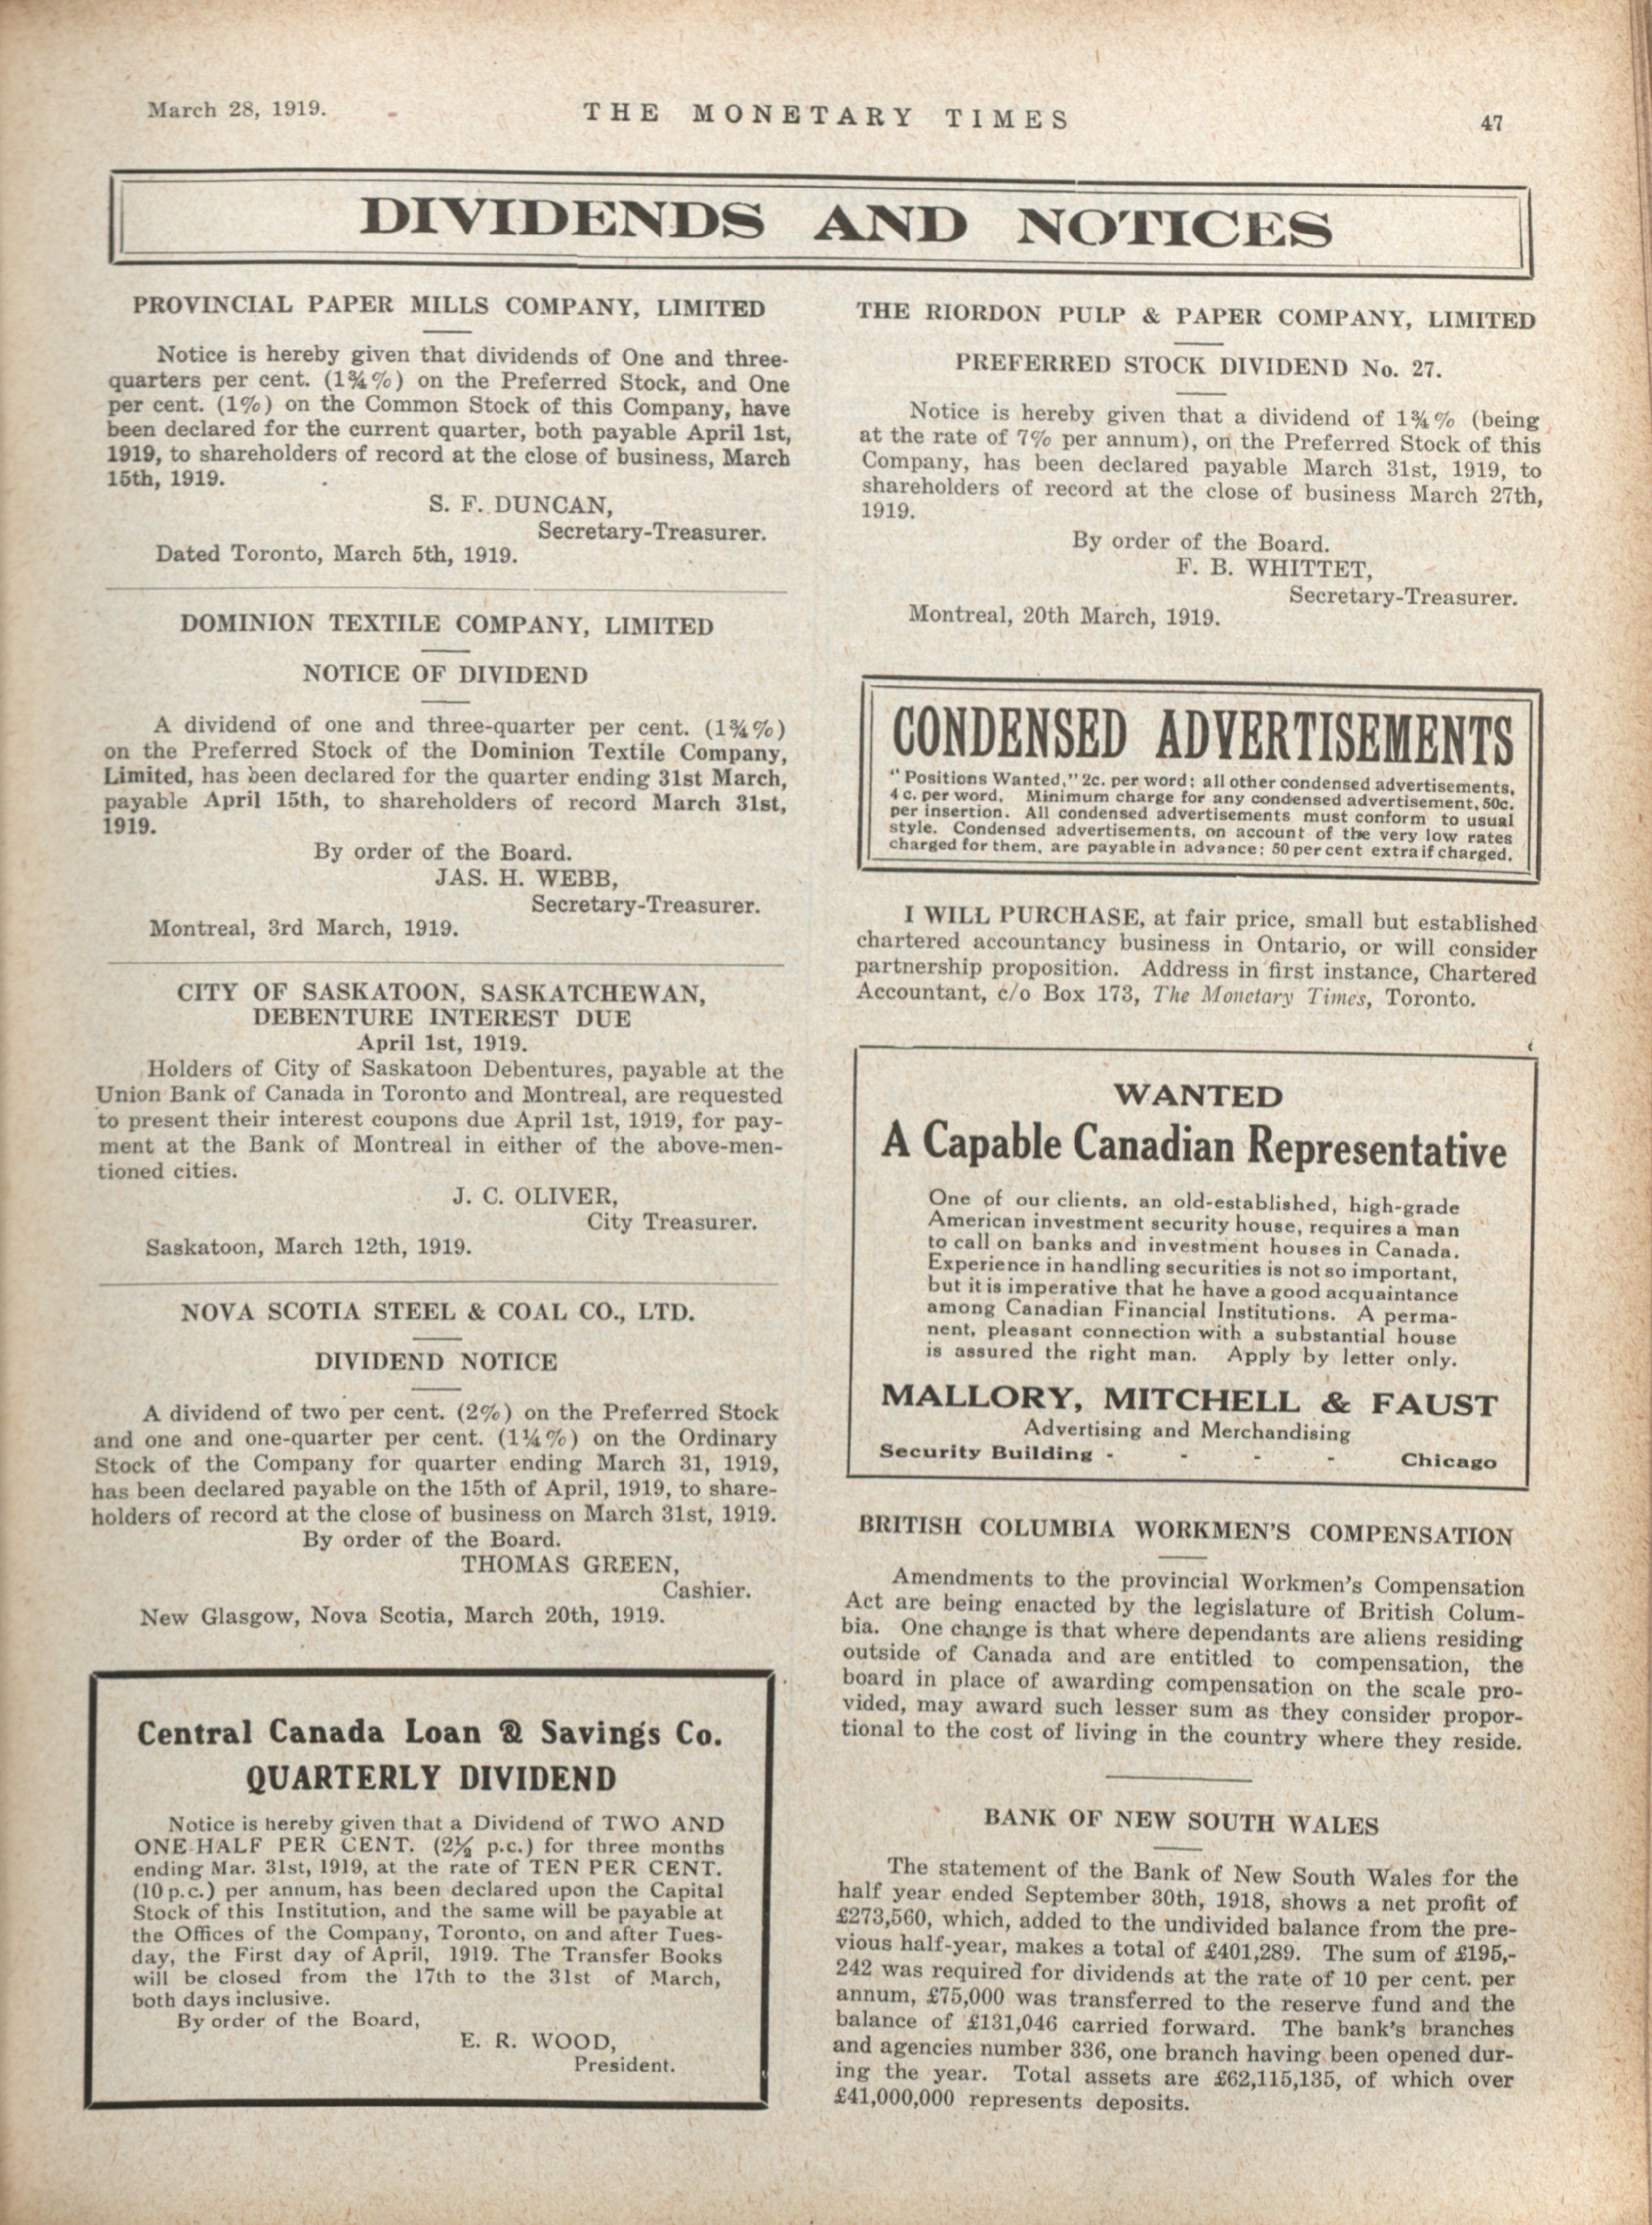 March 28, 1919.
THE MONETARY TIMES
47
DIVIDENDS AND NOTICES
PROVINCIAL PAPER MILLS COMPANY, LIMITED
Notice is hereby given that dividends of One and three-
quarters per cent. (1¾%) on the Preferred Stock, and One
per cent. (1%) on the Common Stock of this Company, have
been declared for the current quarter, both payable April 1st,
1919, to shareholders of record at the close of business, March
15th, 1919.
S. F. DUNCAN,
Secretary-Treasurer.
Dated Toronto, March 5th, 1919.
DOMINION TEXTILE COMPANY, LIMITED
NOTICE OF DIVIDEND
A dividend of one and three-quarter per cent. (1¾%)
on the Preferred Stock of the Dominion Textile Company,
Limited, has been declared for the quarter ending 31st March,
payable April 15th, to shareholders of record March 31st,
1919.
By order of the Board.
JAS. H. WEBB,
Secretary-Treasurer.
Montreal, 3rd March, 1919.
CITY OF SASKATOON, SASKATCHEWAN,
DEBENTURE INTEREST DUE
April 1st, 1919.
Holders of City of Saskatoon Debentures, payable at the
Union Bank of Canada in Toronto and Montreal, are requested
to present their interest coupons due April 1st, 1919, for pay-
ment at the Bank of Montreal in either of the above-men-
tioned cities.
J. C. OLIVER,
City Treasurer.
Saskatoon, March 12th, 1919.
NOVA SCOTIA STEEL & COAL CO., LTD.
DIVIDEND NOTICE
A dividend of two per cent. (2%) on the Preferred Stock
and one and one-quarter per cent. (1¼%) on the Ordinary
Stock of the Company for quarter ending March 31, 1919,
has been declared payable on the 15th of April, 1919, to share-
holders of record at the close of business on March 31st, 1919.
By order of the Board.
THOMAS GREEN,
Cashier.
New Glasgow, Nova Scotia, March 20th, 1919.
Central Canada Loan & Savings Co.
QUARTERLY DIVIDEND
Notice is hereby given that a Dividend of TWO AND
ONE-HALF PER CENT. (2½ p.c.) for three months
ending Mar. 31st, 1919, at the rate of TEN PER CENT.
(10 p.c.) per annum, has been declared upon the Capital
Stock of this Institution, and the same will be payable at
the Offices of the Company, Toronto, on and after Tues-
day, the First day of April, 1919. The Transfer Books
will be closed from the 17th to the 31st of March,
both days inclusive.
By order of the Board,
E. R. WOOD,
President.
THE RIORDON PULP & PAPER COMPANY, LIMITED
PREFERRED STOCK DIVIDEND No. 27.
Notice is hereby given that a dividend of 1¾% (being
at the rate of 7% per annum), on the Preferred Stock of this
Company, has been declared payable March 31st, 1919, to
shareholders of record at the close of business March 27th,
1919.
By order of the Board.
F. B. WHITTET,
Secretary-Treasurer.
Montreal, 20th March, 1919.
CONDENSED ADVERTISEMENTS
"Positions Wanted," 2c. per word; all other condensed advertisements,
4c. per word. Minimum charge for any condensed advertisement, 50c.
per insertion. All condensed advertisements must conform to usual
style. Condensed advertisements, on account of the very low rates
charged for them, are payable in advance; 50 per cent extra if charged.
I WILL PURCHASE, at fair price, small but established
chartered accountancy business in Ontario, or will consider
partnership proposition. Address in first instance, Chartered
Accountant, c/o Box 173, The Monetary Times, Toronto.
WANTED
A Capable Canadian Representative
One of our clients, an old-established, high-grade
American investment security house, requires a man
to call on banks and investment houses in Canada.
Experience in handling securities is not so important,
but it is imperative that he have a good acquaintance
among Canadian Financial Institutions. A perma-
nent, pleasant connection with a substantial house
is assured the right man. Apply by letter only.
MALLORY, MITCHELL & FAUST
Advertising and Merchandising
Security Building - - - - Chicago
BRITISH COLUMBIA WORKMEN'S COMPENSATION
Amendments to the provincial Workmen's Compensation
Act are being enacted by the legislature of British Colum-
bia. One change is that where dependants are aliens residing
outside of Canada and are entitled to compensation, the
board in place of awarding compensation on the scale pro-
vided, may award such lesser sum as they consider propor-
tional to the cost of living in the country where they reside.
BANK OF NEW SOUTH WALES
The statement of the Bank of New South Wales for the
half year ended September 30th, 1918, shows a net profit of
£273,560, which, added to the undivided balance from the pre-
vious half-year, makes a total of £401,289. The sum of £195,-
242 was required for dividends at the rate of 10 per cent. per
annum, £75,000 was transferred to the reserve fund and the
balance of £131,046 carried forward. The bank's branches
and agencies number 336, one branch having been opened dur-
ing the year. Total assets are £62,115,135, of which over
£41,000,000 represents deposits.